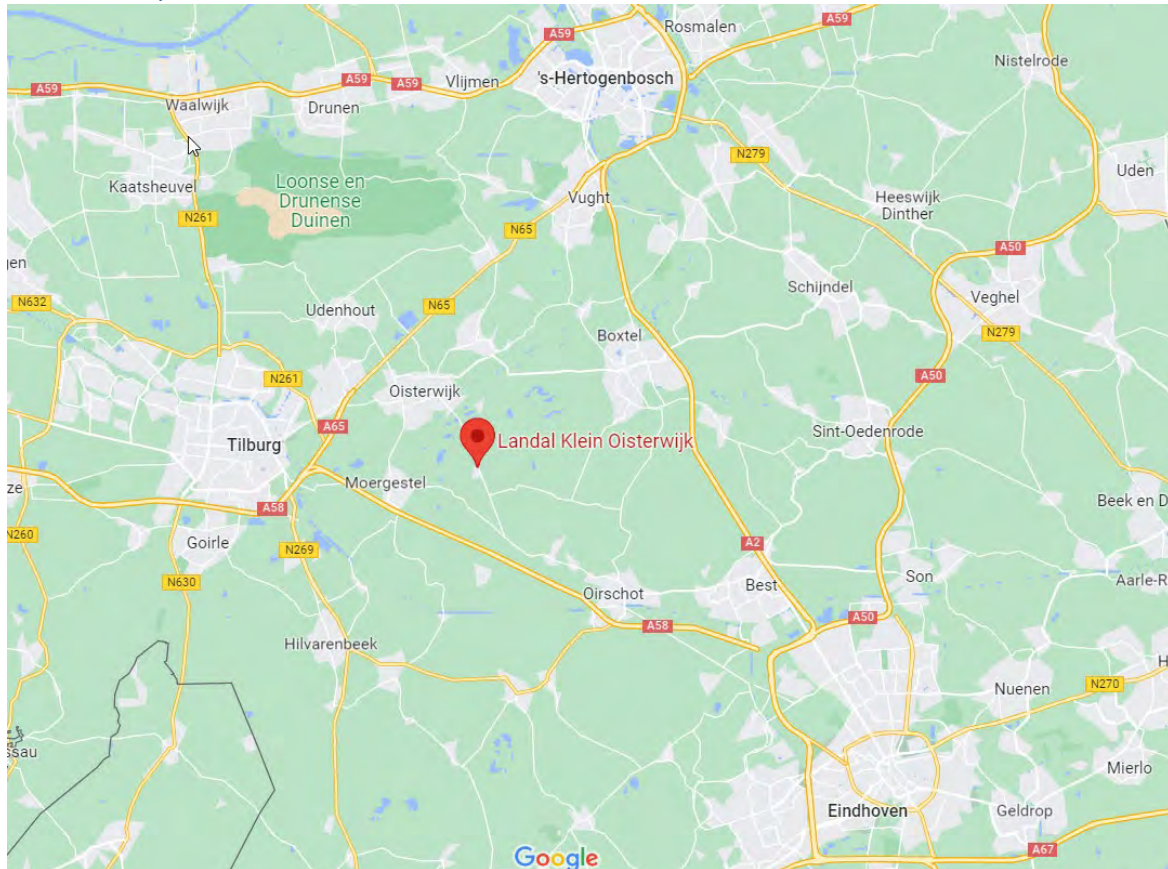 Rosmalen
A59
A59
Nistelrode
Vlijmen
's-Hertogenbosch
A59
A59
A59
Waalwijk
Drunen
N279
Uden
Kaatsheuvel
Loonse en
Drunense
Duinen
Vught
Heeswijk
Dinther
N261
N65
A50
gen
Schijndel
Veghel
N632
Udenhout
N65
Boxtel
N279
N261
A50
Oisterwijk
A65
Tilburg
Landal Klein Oisterwijk
Sint-Oedenrode
Moergestel
ze
Beek en D
A58
N260
Goirle
N269
A2
N630
Oirschot
Best
Son
Aarle-R
A58
A50
Hilvarenbeek
H
Nuenen
N270
ssau
Mierlo
Eindhoven
Geldrop
A67
Google